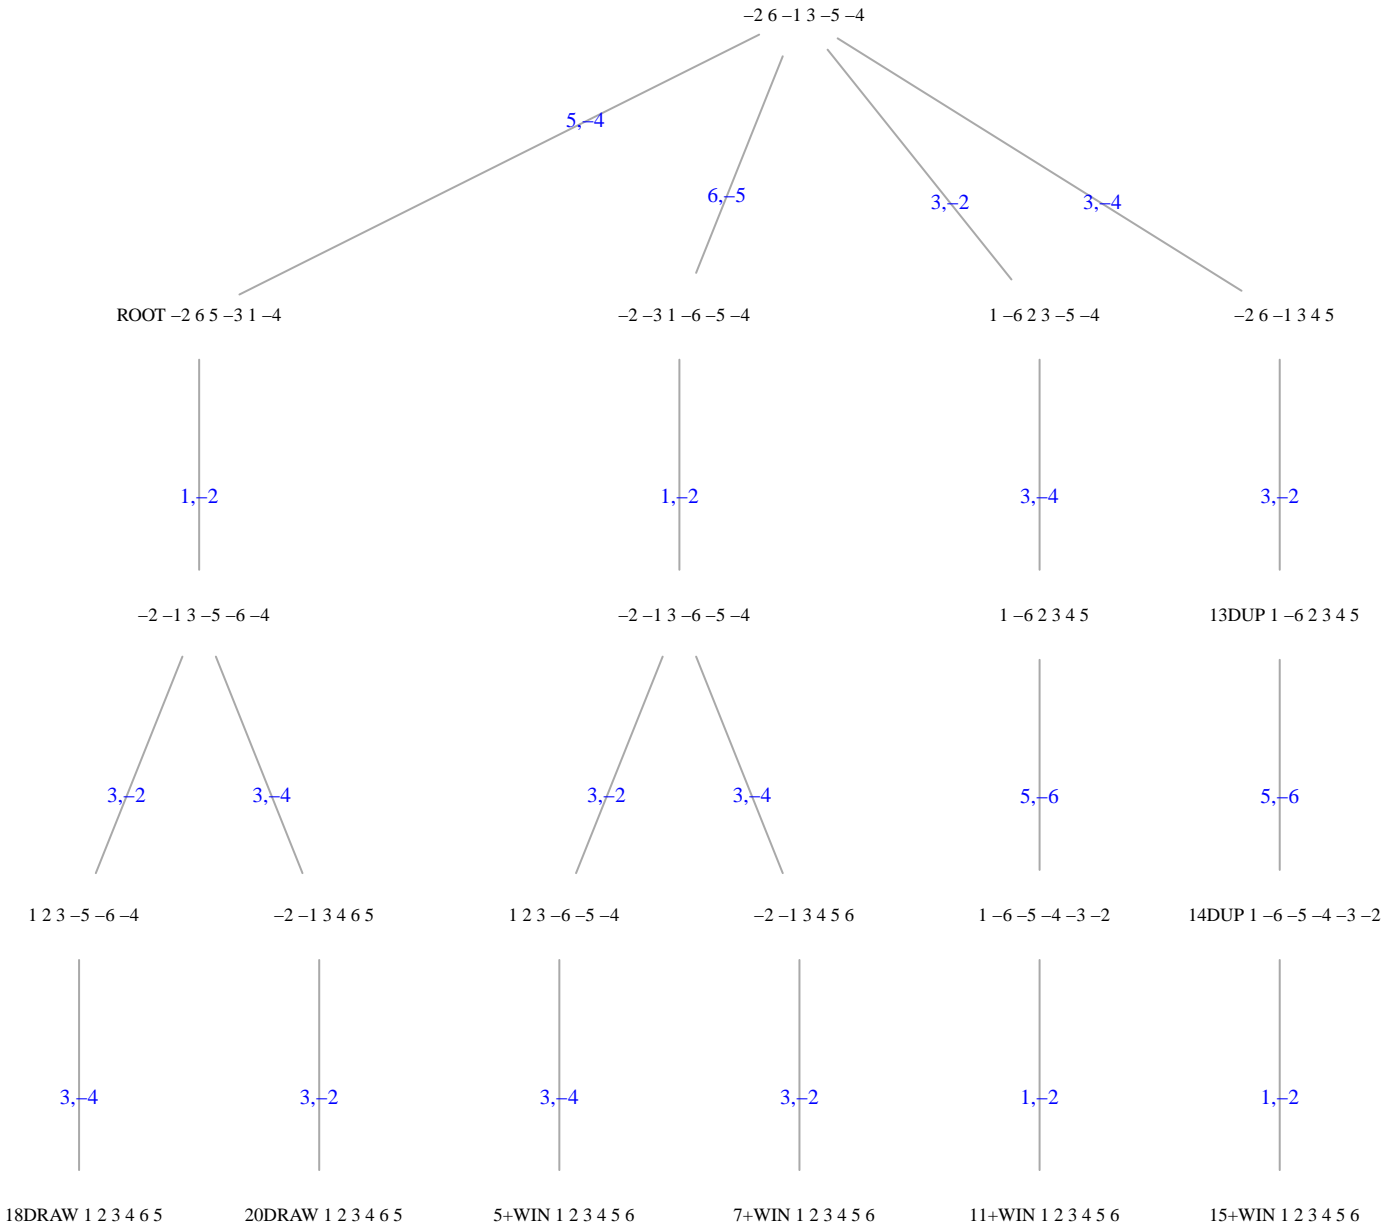 –2 6 –1 3 –5 –4
5,–4
6,–5
3,–2
3,–4
ROOT –2 6 5 –3 1 –4
–2 –3 1 –6 –5 –4
1 –6 2 3 –5 –4
–2 6 –1 3 4 5
1,–2
1,–2
3,–4
3,–2
–2 –1 3 –5 –6 –4
–2 –1 3 –6 –5 –4
1 –6 2 3 4 5
13DUP 1 –6 2 3 4 5
3,–2
3,–4
3,–2
3,–4
5,–6
5,–6
1 2 3 –5 –6 –4
–2 –1 3 4 6 5
1 2 3 –6 –5 –4
–2 –1 3 4 5 6
1 –6 –5 –4 –3 –2
14DUP 1 –6 –5 –4 –3 –2
3,–4
3,–2
3,–4
3,–2
1,–2
1,–2
18DRAW 1 2 3 4 6 5
20DRAW 1 2 3 4 6 5
5+WIN 1 2 3 4 5 6
7+WIN 1 2 3 4 5 6
11+WIN 1 2 3 4 5 6
15+WIN 1 2 3 4 5 6